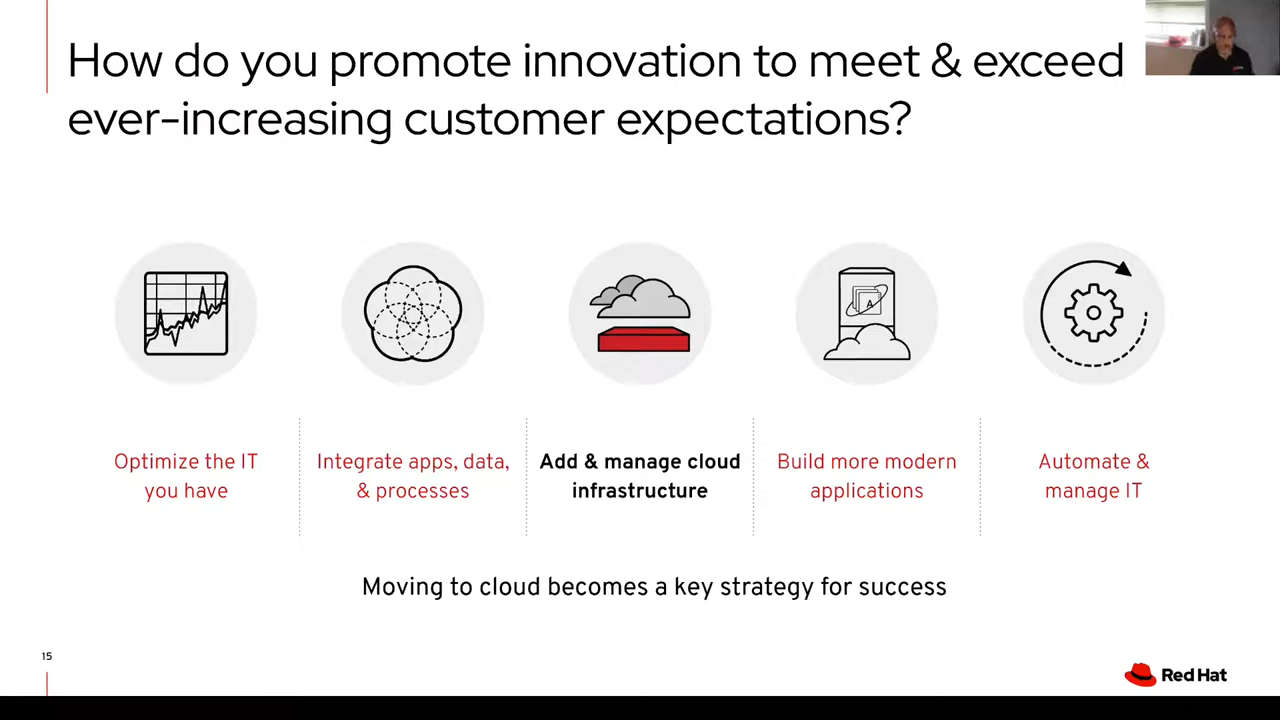 How do you promote innovation to meet & exceed
ever-increasing customer expectations?
A
Optimize the IT
you have
Integrate apps, data,
& processes
Add & manage cloud
infrastructure
Build more modern
applications
Automate &
manage IT
Moving to cloud becomes a key strategy for success
15
Red Hat